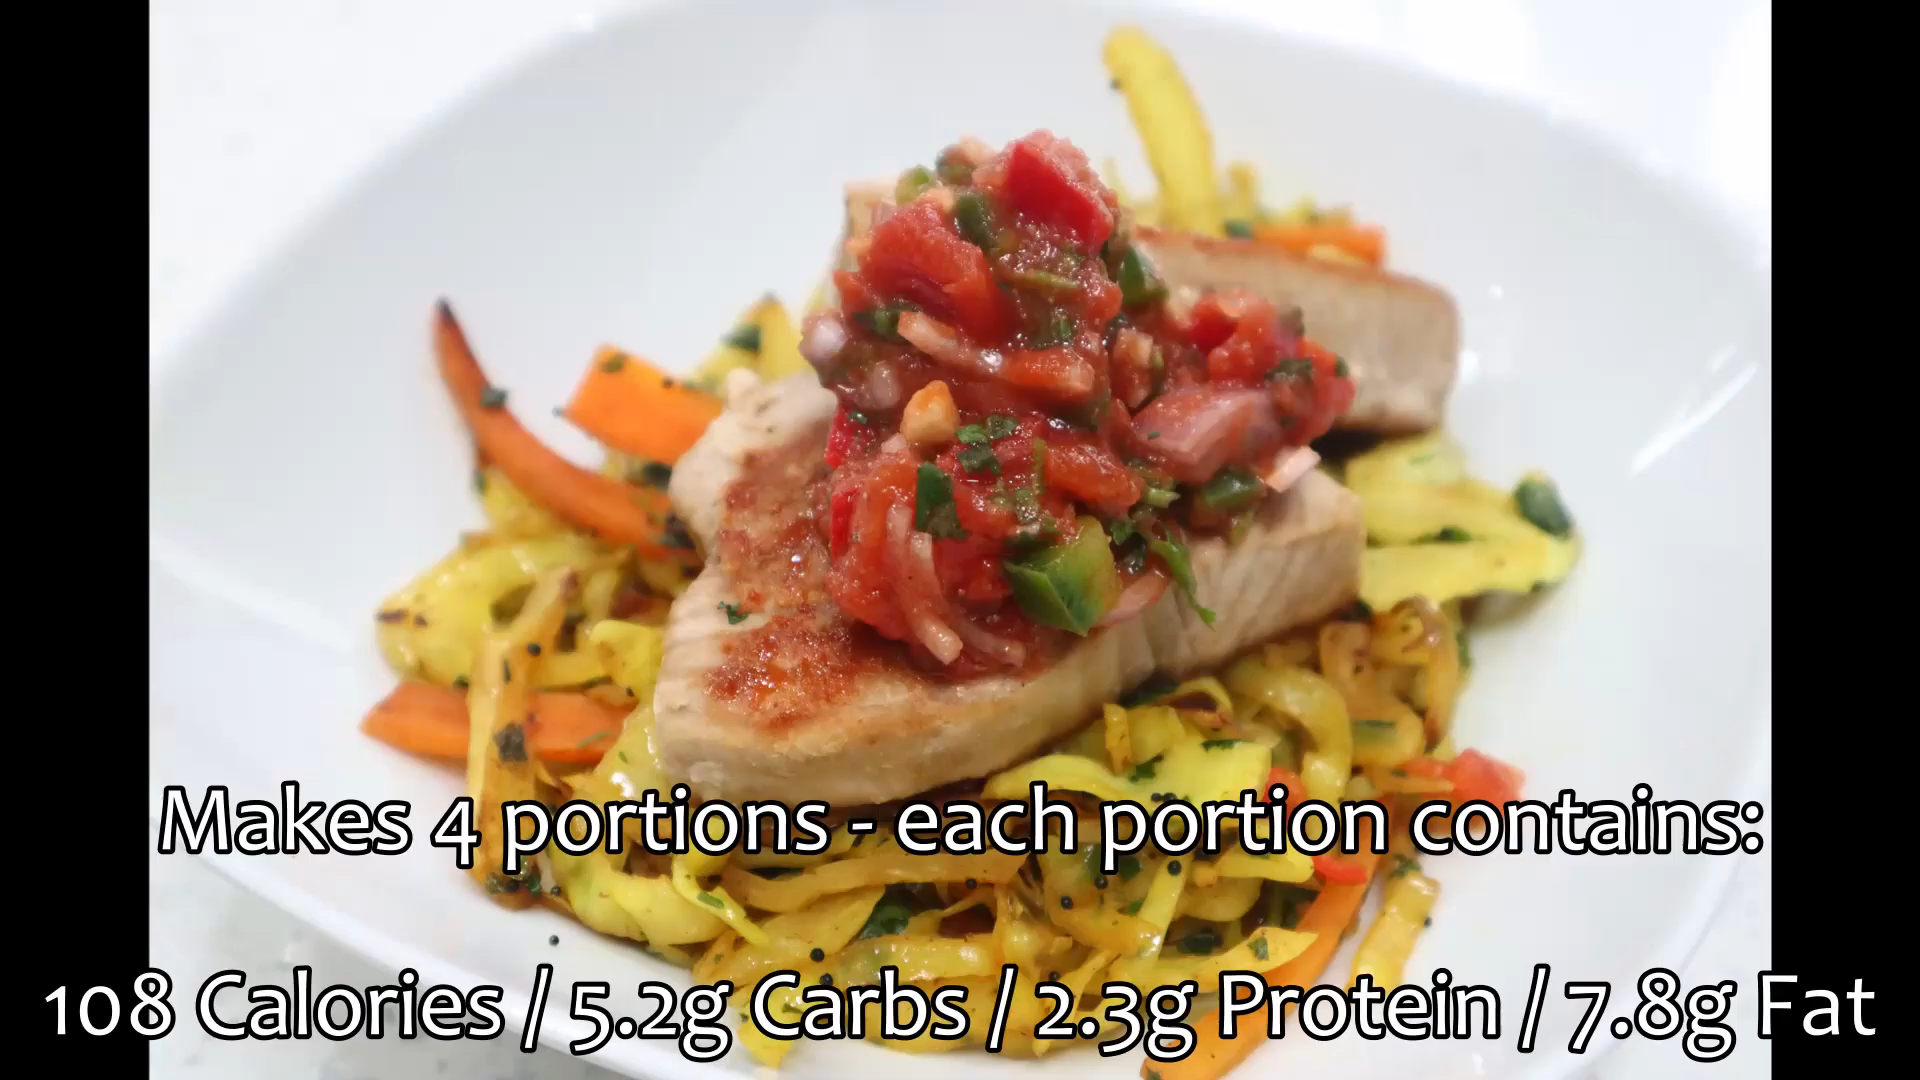 Makes 4 portions - each portion contains:
108 Calories / 5.2g Carbs / 2.3g Protein / 7.8g Fat